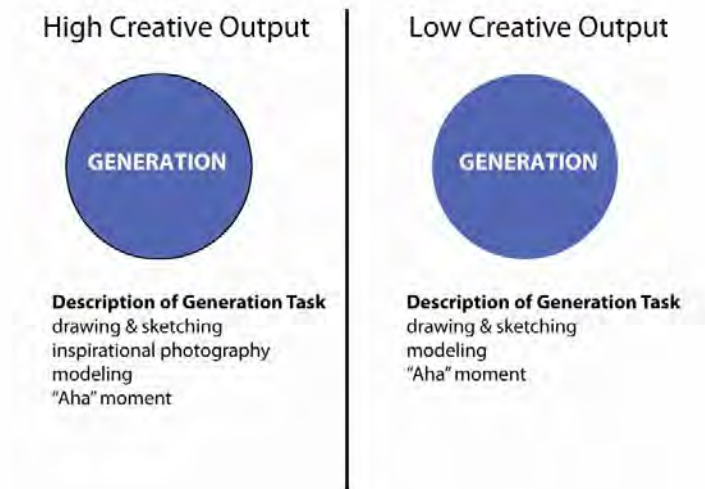 High Creative Output
GENERATION
Description of Generation Task
drawing & sketching
inspirational photography
modeling
"Aha" moment
Low Creative Output
GENERATION
Description of Generation Task
drawing & sketching
modeling
"Aha" moment